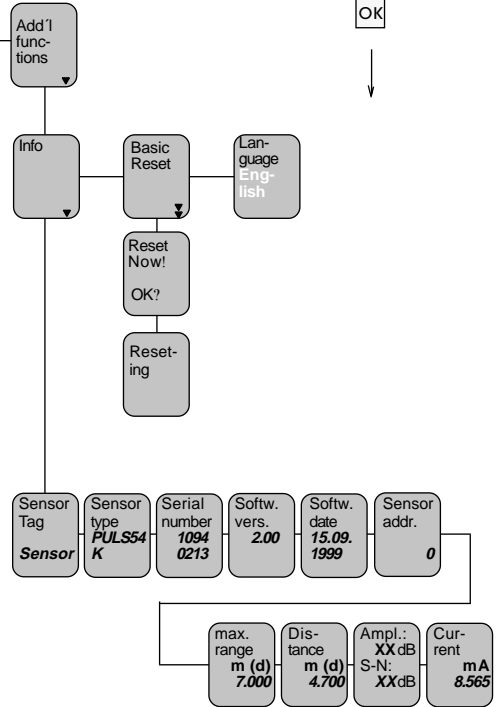 OK
Add´l
func-
tions
Info
Basic
Reset
Lan-
guage
Eng-
lish
Reset
Now!
OK?
Reset-
ing
Sensor
Tag
Sensor
Sensor
type
PULS54
K
Serial
number
1094
0213
Softw.
vers.
2.00
Softw.
date
15.09.
1999
Sensor
addr.
0
max.
range
m (d)
7.000
Dis-
tance
m (d)
4.700
Ampl.:
XX dB
S-N:
XX dB
Cur-
rent
mA
8.565